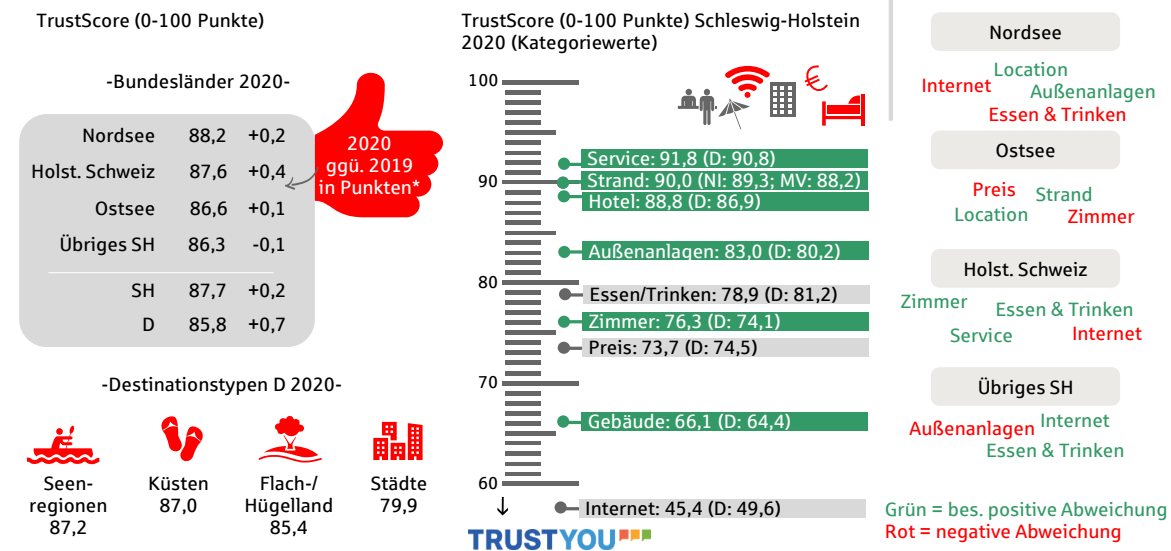 TrustScore (0-100 Punkte)
-Bundesländer 2020-
Nordsee 88,2 +0,2
Holst. Schweiz 87,6 +0,4
Ostsee 86,6 +0,1
Übriges SH 86,3 -0,1
SH 87,7 +0,2
D 85,8 +0,7
2020
ggü. 2019
in Punkten*
-Destinationstypen D 2020-
Seen-
regionen
87,2
Küsten
87,0
Flach-/
Hügelland
85,4
Städte
79,9
TrustScore (0-100 Punkte) Schleswig-Holstein
2020 (Kategoriewerte)
100
€
Service: 91,8 (D: 90,8)
90
Strand: 90,0 (NI: 89,3; MV: 88,2)
Hotel: 88,8 (D: 86,9)
Außenanlagen: 83,0 (D: 80,2)
80
Essen/Trinken: 78,9 (D: 81,2)
Zimmer: 76,3 (D: 74,1)
Preis: 73,7 (D: 74,5)
70
Gebäude: 66,1 (D: 64,4)
60
Internet: 45,4 (D: 49,6)
TRUSTYOU
Nordsee
Location
Internet
Außenanlagen
Essen & Trinken
Ostsee
Preis
Strand
Location
Zimmer
Holst. Schweiz
Zimmer
Essen & Trinken
Service
Internet
Übriges SH
Internet
Außenanlagen
Essen & Trinken
Grün = bes. positive Abweichung
Rot = negative Abweichung